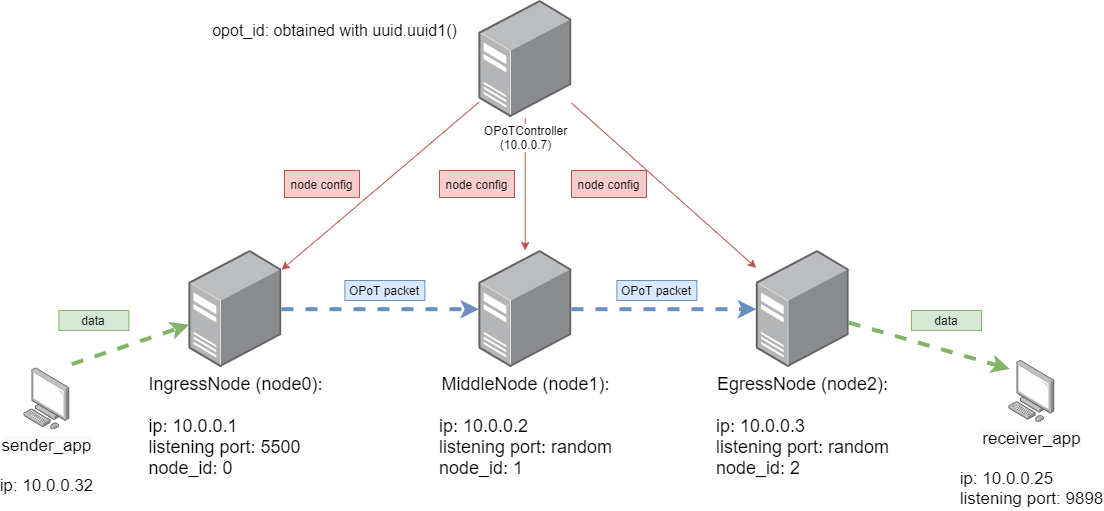 opot_id: obtained with uuid.uuid1()
OPoTController
(10.0.0.7)
node config
node config
node config
OPoT packet
OPoT packet
data
data
IngressNode (node0):
ip: 10.0.0.1
listening port: 5500
node_id: 0
MiddleNode (node1):
ip: 10.0.0.2
listening port: random
node_id: 1
EgressNode (node2):
ip: 10.0.0.3
listening port: random
node_id: 2
sender_app
ip: 10.0.0.32
receiver_app
ip: 10.0.0.25
listening port: 9898